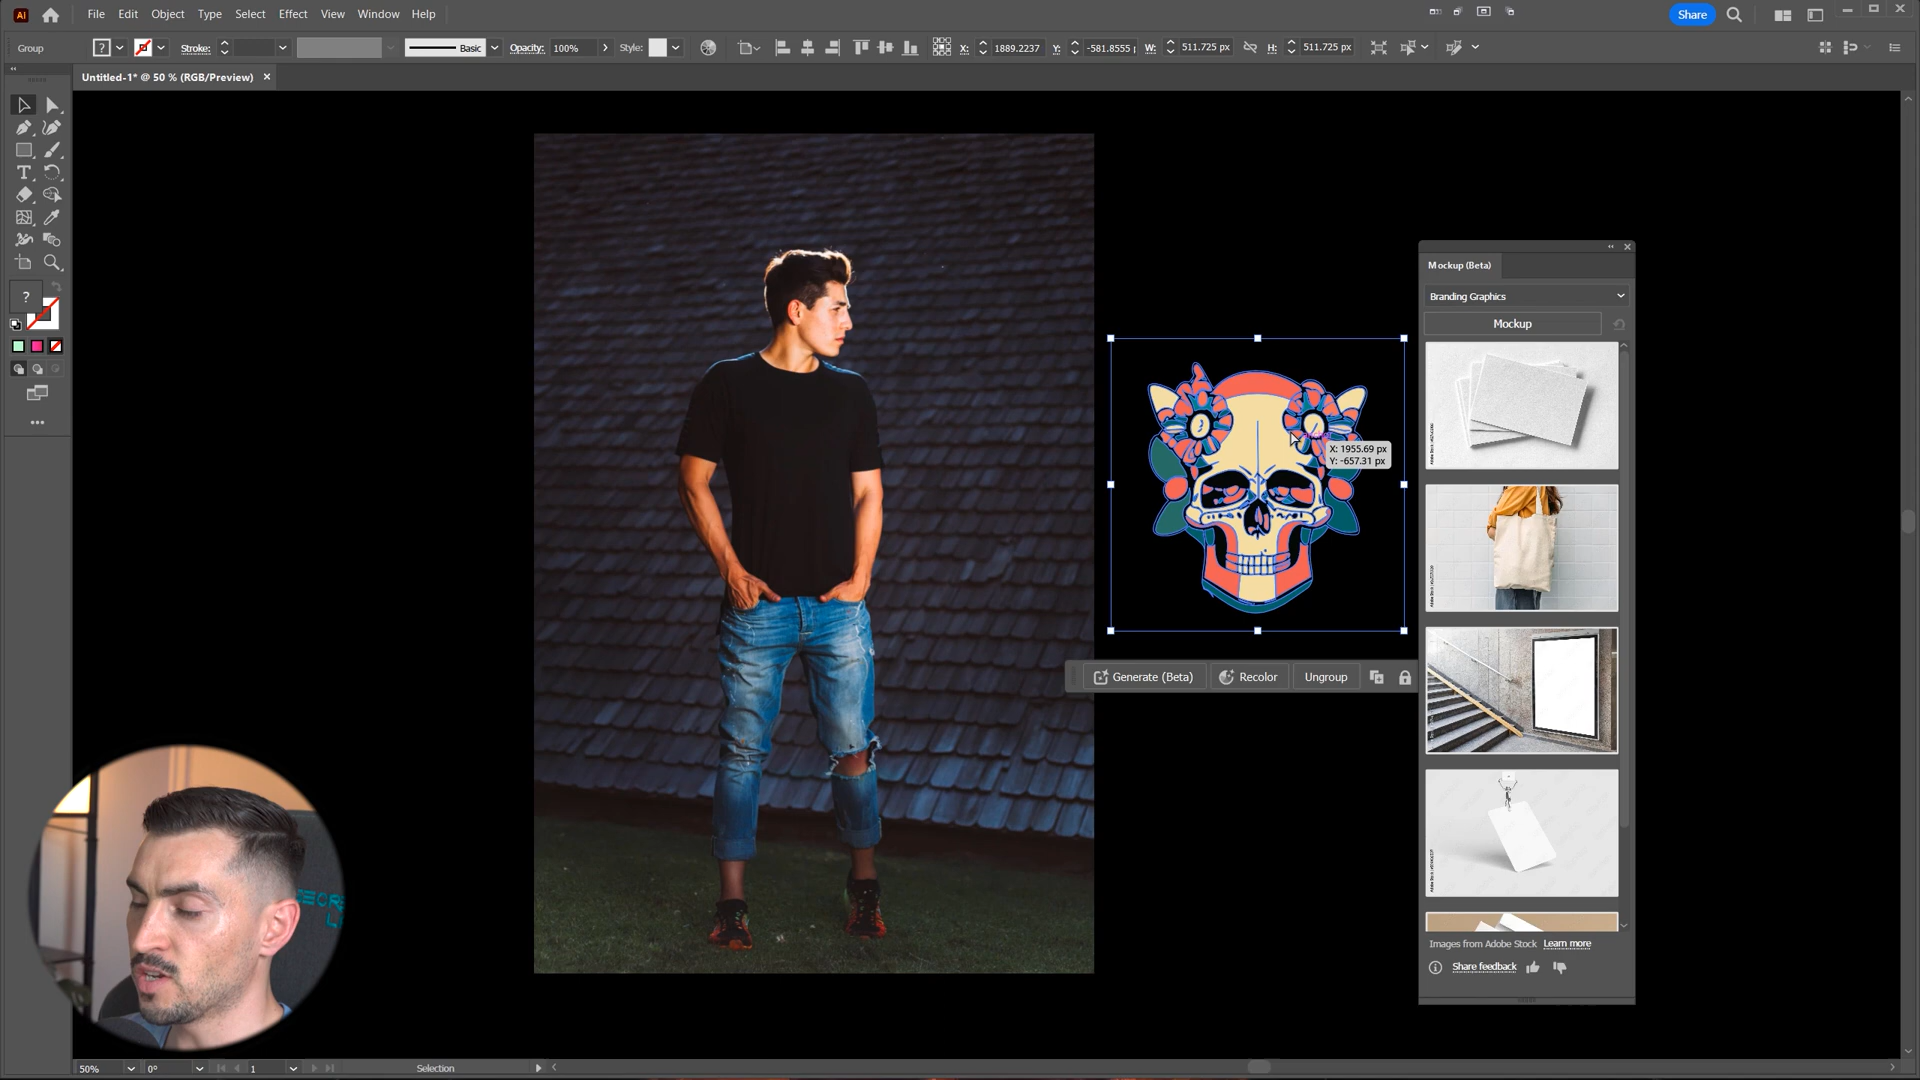 Ai File Edit Object Type Select Effect View Window Help Share
Group ? Stroke: Basic Opacity: 100% Style: X: 1889.2237 Y: -581.8555 p W: 511.725 px H: 511.725 px
Untitled-1* @ 50 % (RGB/Preview) ×
T
?
Mockup (Beta)
Branding Graphics
Mockup
X: 1955.69 px
Y: -657.31 px
Generate (Beta) Recolor Ungroup
Images from Adobe Stock Learn more
Share feedback
50% 0° 1 Selection